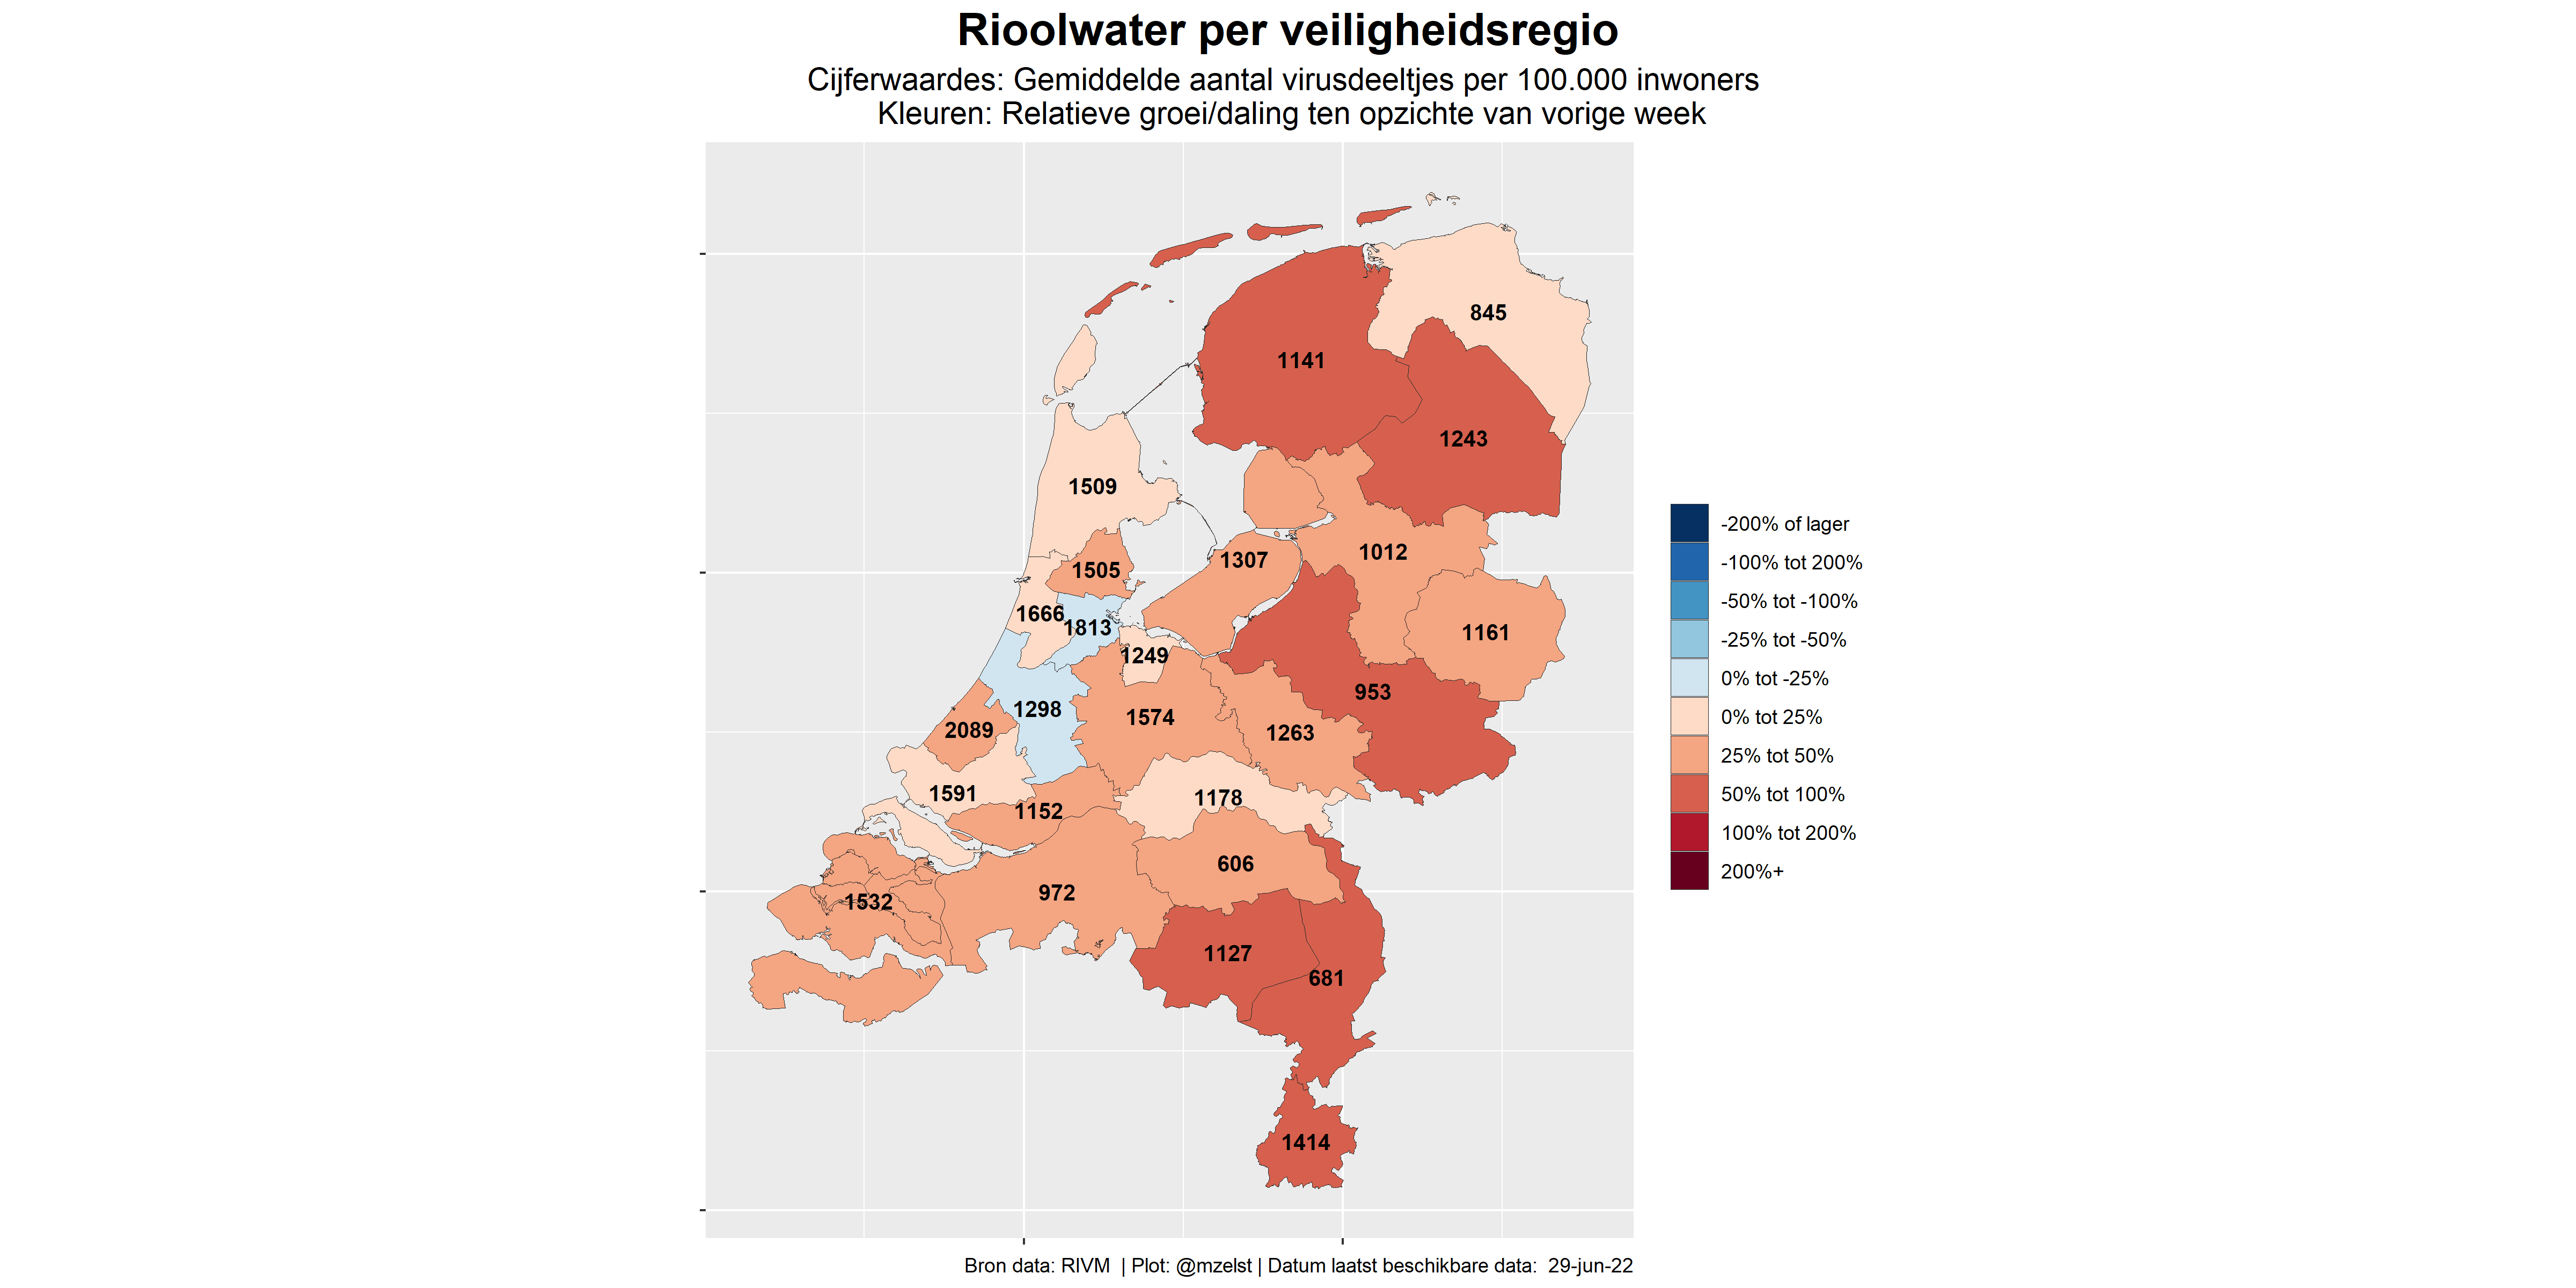 Rioolwater per veiligheidsregio
Cijferwaardes: Gemiddelde aantal virusdeeltjes per 100.000 inwoners
Kleuren: Relatieve groei/daling ten opzichte van vorige week
845
1141
1243
1509
1012
1307
1505
1666
1813
1161
1249
953
1298
1574
2089
1263
1591
1178
1152
606
972
1532
1127
681
1414
-200% of lager
-100% tot 200%
-50% tot -100%
-25% tot -50%
0% tot -25%
0% tot 25%
25% tot 50%
50% tot 100%
100% tot 200%
200%+
Bron data: RIVM | Plot: @mzelst | Datum laatst beschikbare data: 29-jun-22